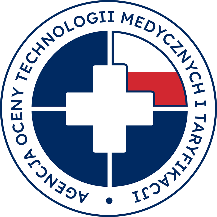 AGENCJA OCENY TECHNOLOGII MEDYCZNYCH I TARYFIKACJI